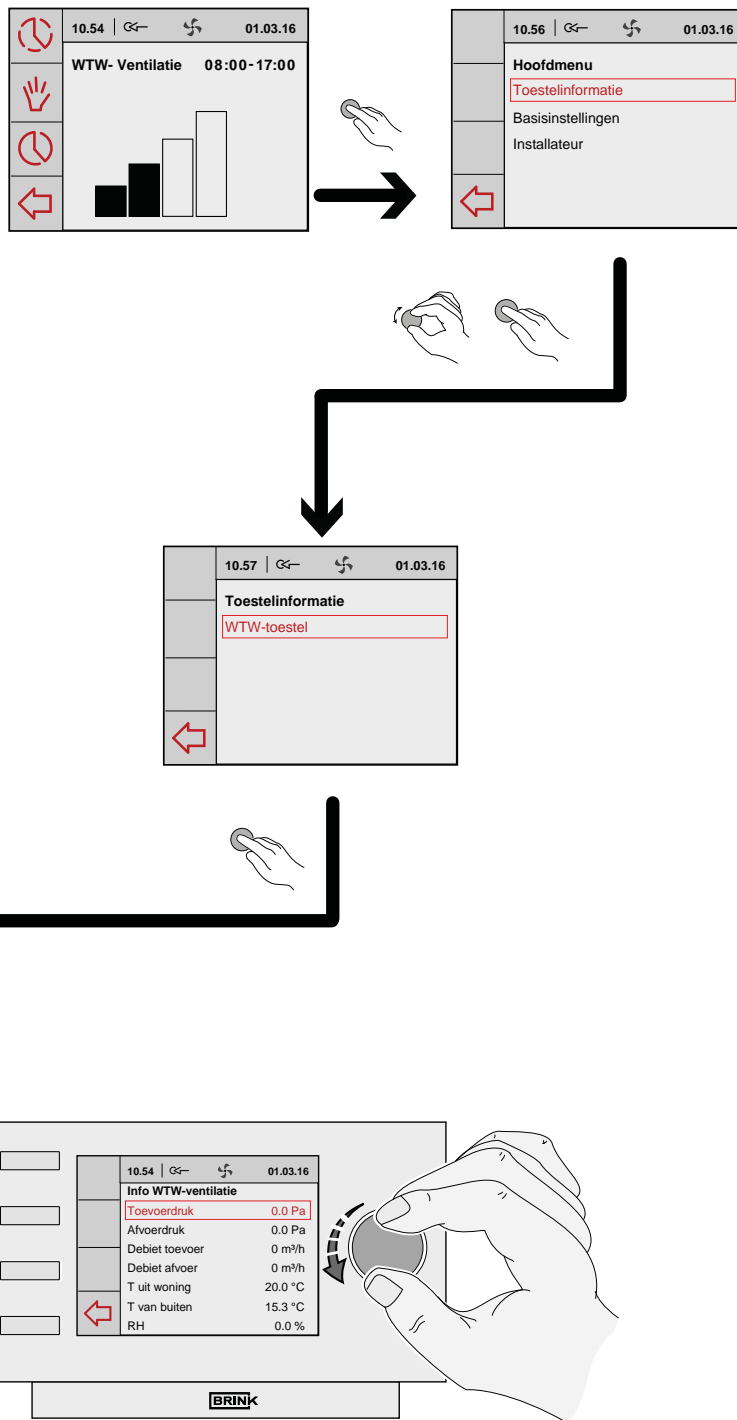 10.54 01.03.16
WTW- Ventilatie 08:00-17:00
10.56 01.03.16
Hoofdmenu
Toestelinformatie
Basisinstellingen
Installateur
10.57 01.03.16
Toestelinformatie
WTW-toestel
10.54 01.03.16
Info WTW-ventilatie
Toevoerdruk 0.0 Pa
Afvoerdruk 0.0 Pa
Debiet toevoer 0 m³/h
Debiet afvoer 0 m³/h
T uit woning 20.0 °C
T van buiten 15.3 °C
RH 0.0 %
BRINK